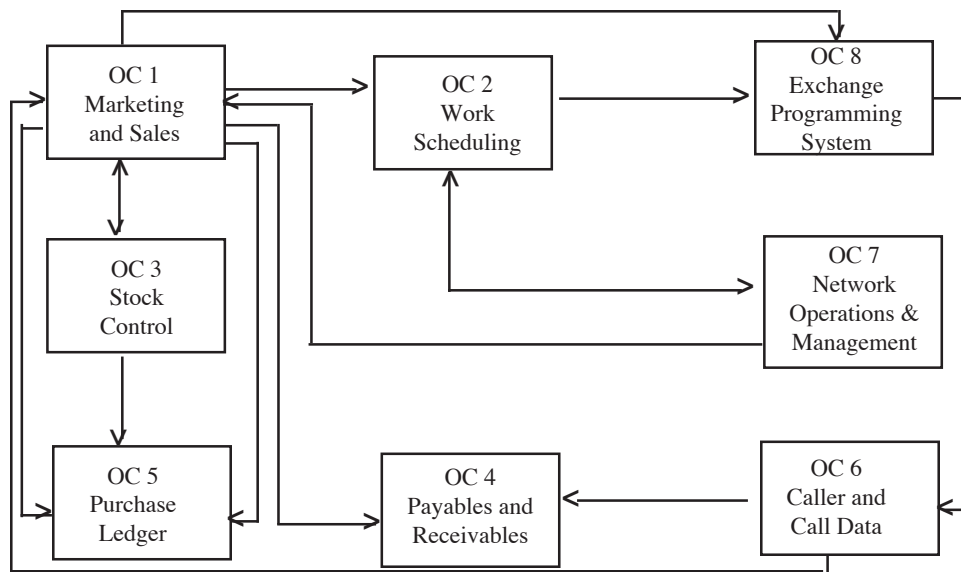 OC 1
Marketing
and Sales
OC 2
Work
Scheduling
OC 8
Exchange
Programming
System
OC 3
Stock
Control
OC 7
Network
Operations &
Management
OC 5
Purchase
Ledger
OC 4
Payables and
Receivables
OC 6
Caller and
Call Data